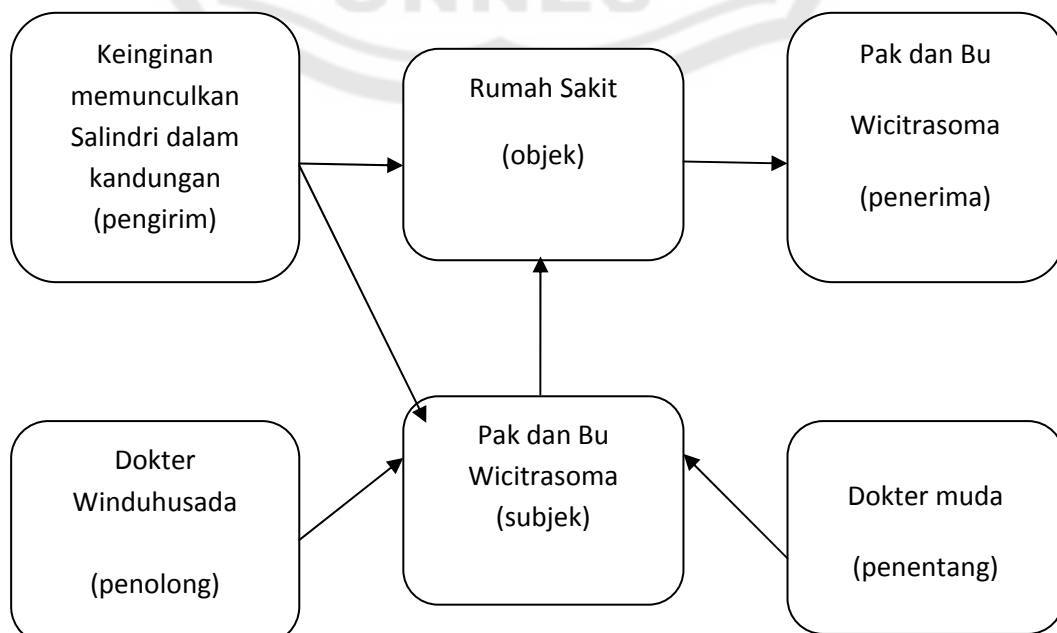 UNNES
Keinginan
memunculkan
Salindri dalam
kandungan
(pengirim)
Rumah Sakit
(objek)
Pak dan Bu
Wicitrasoma
(penerima)
Dokter
Winduhusada
(penolong)
Pak dan Bu
Wicitrasoma
(subjek)
Dokter muda
(penentang)